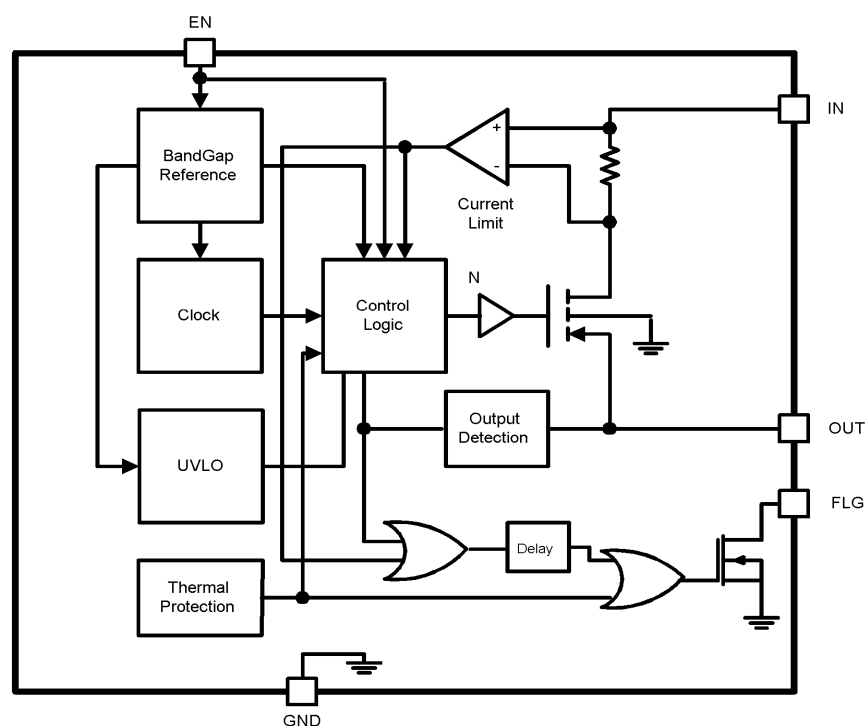 EN
IN
BandGap
Reference
+
-
Current
Limit
N
Clock
Control
Logic
Output
Detection
OUT
UVLO
FLG
Delay
Thermal
Protection
GND